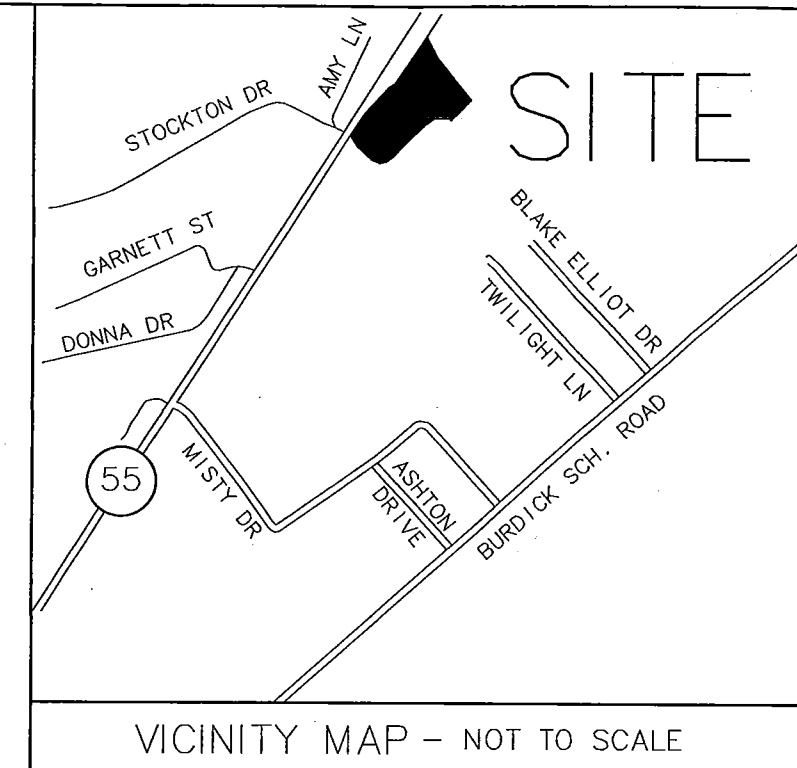 AMY LN
STOCKTON DR
SITE
GARNETT ST
BLAKE ELLIOT DR
TWILIGHT LN
DONNA DR
55
MISTY DR
ASHTON
DRIVE
BURDICK SCH. ROAD
VICINITY MAP - NOT TO SCALE